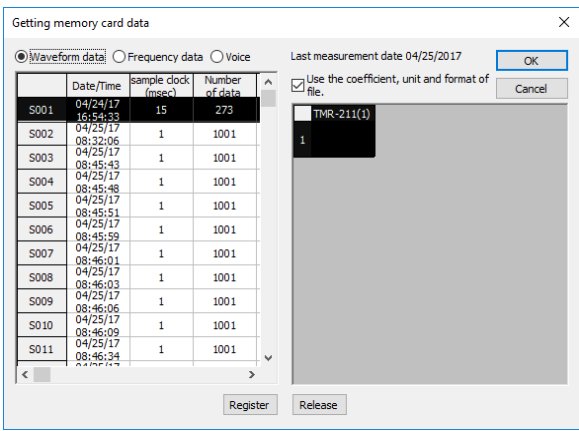 Getting memory card data
Waveform data Frequency data Voice
Last measurement date 04/25/2017
OK
Use the coefficient, unit and format of
file.
Cancel
Date/Time sample clock (msec) Number of data
S001 04/24/17 16:54:33 15 273
S002 04/25/17 08:32:06 1 1001
S003 04/25/17 08:45:43 1 1001
S004 04/25/17 08:45:48 1 1001
S005 04/25/17 08:45:51 1 1001
S006 04/25/17 08:45:59 1 1001
S007 04/25/17 08:46:01 1 1001
S008 04/25/17 08:46:03 1 1001
S009 04/25/17 08:46:06 1 1001
S010 04/25/17 08:46:09 1 1001
S011 04/25/17 08:46:34 1 1001
TMR-211(1)
1
Register
Release